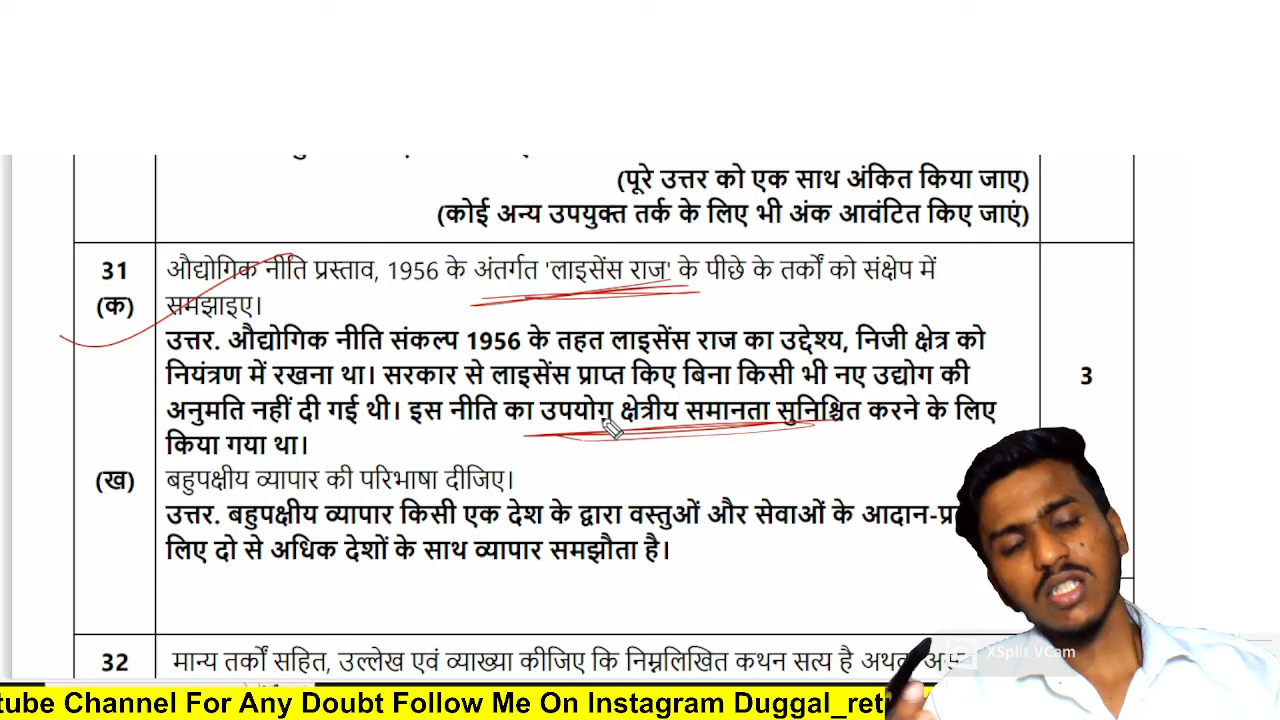 (पूरे उत्तर को एक साथ अंकित किया जाए)
(कोई अन्य उपयुक्त तर्क के लिए भी अंक आवंटित किए जाएं)
31 औद्योगिक नीति प्रस्ताव, 1956 के अंतर्गत 'लाइसेंस राज' के पीछे के तर्कों को संक्षेप में
(क) समझाइए।
उत्तर. औद्योगिक नीति संकल्प 1956 के तहत लाइसेंस राज का उद्देश्य, निजी क्षेत्र को
नियंत्रण में रखना था। सरकार से लाइसेंस प्राप्त किए बिना किसी भी नए उद्योग की 3
अनुमति नहीं दी गई थी। इस नीति का उपयोग क्षेत्रीय समानता सुनिश्चित करने के लिए
किया गया था।
(ख) बहुपक्षीय व्यापार की परिभाषा दीजिए।
उत्तर. बहुपक्षीय व्यापार किसी एक देश के द्वारा वस्तुओं और सेवाओं के
लिए दो से अधिक देशों के साथ व्यापार समझौता है।
32 मान्य तर्कों सहित, उल्लेख एवं व्याख्या कीजिए कि निम्नलिखित कथन सत्य है अथवा
XSplit VCam
tube Channel For Any Doubt Follow Me On Instagram Duggal_ret